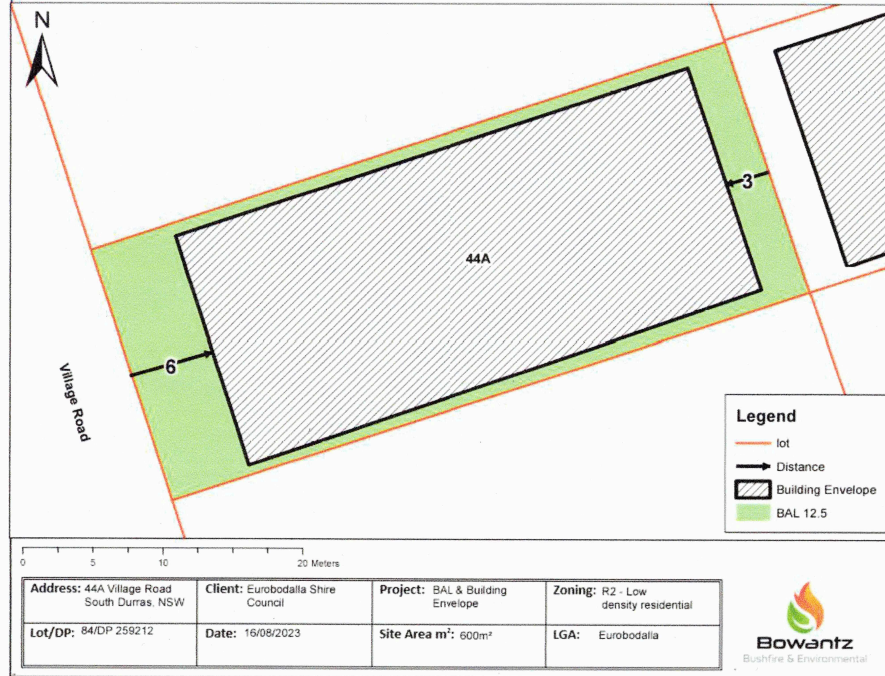 N
3
44A
6
Village Road
Legend
lot
Distance
Building Envelope
BAL 12.5
0 5 10 20 Meters
Address: 44A Village Road
South Durras, NSW
Client: Eurobodalla Shire
Council
Project: BAL & Building
Envelope
Zoning: R2 - Low
density residential
Lot/DP: 84/DP 259212
Date: 16/08/2023
Site Area m²: 600m²
LGA: Eurobodalla
Bowantz
Bushfire & Environmental